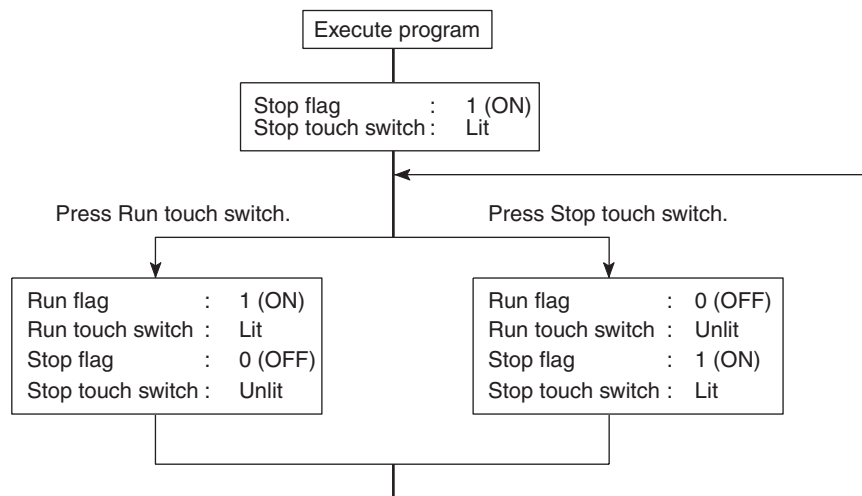 Execute program
Stop flag : 1 (ON)
Stop touch switch : Lit
Press Run touch switch.
Press Stop touch switch.
Run flag : 1 (ON)
Run touch switch : Lit
Stop flag : 0 (OFF)
Stop touch switch : Unlit
Run flag : 0 (OFF)
Run touch switch : Unlit
Stop flag : 1 (ON)
Stop touch switch : Lit